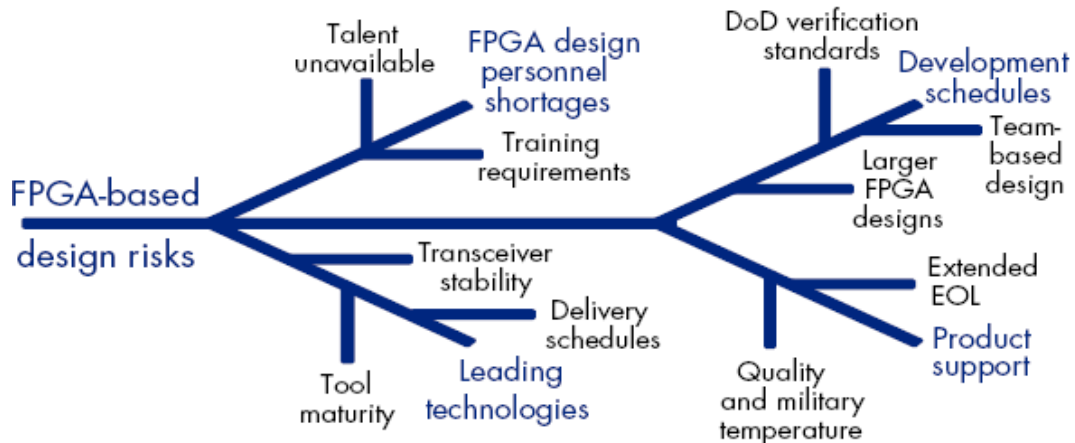 Talent
unavailable
FPGA design
personnel
shortages
Training
requirements
DoD verification
standards
Development
schedules
Team-
based
design
Larger
FPGA
designs
FPGA-based
design risks
Transceiver
stability
Delivery
schedules
Tool
maturity
Leading
technologies
Extended
EOL
Product
support
Quality
and military
temperature